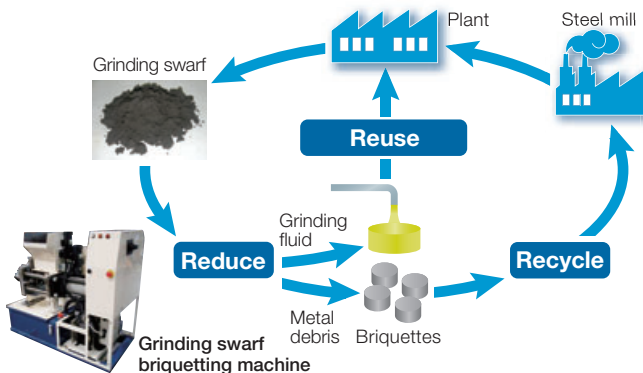 Plant
Steel mill
Grinding swarf
Reuse
Grinding
fluid
Reduce
Recycle
Metal
debris
Briquettes
Grinding swarf
briquetting machine